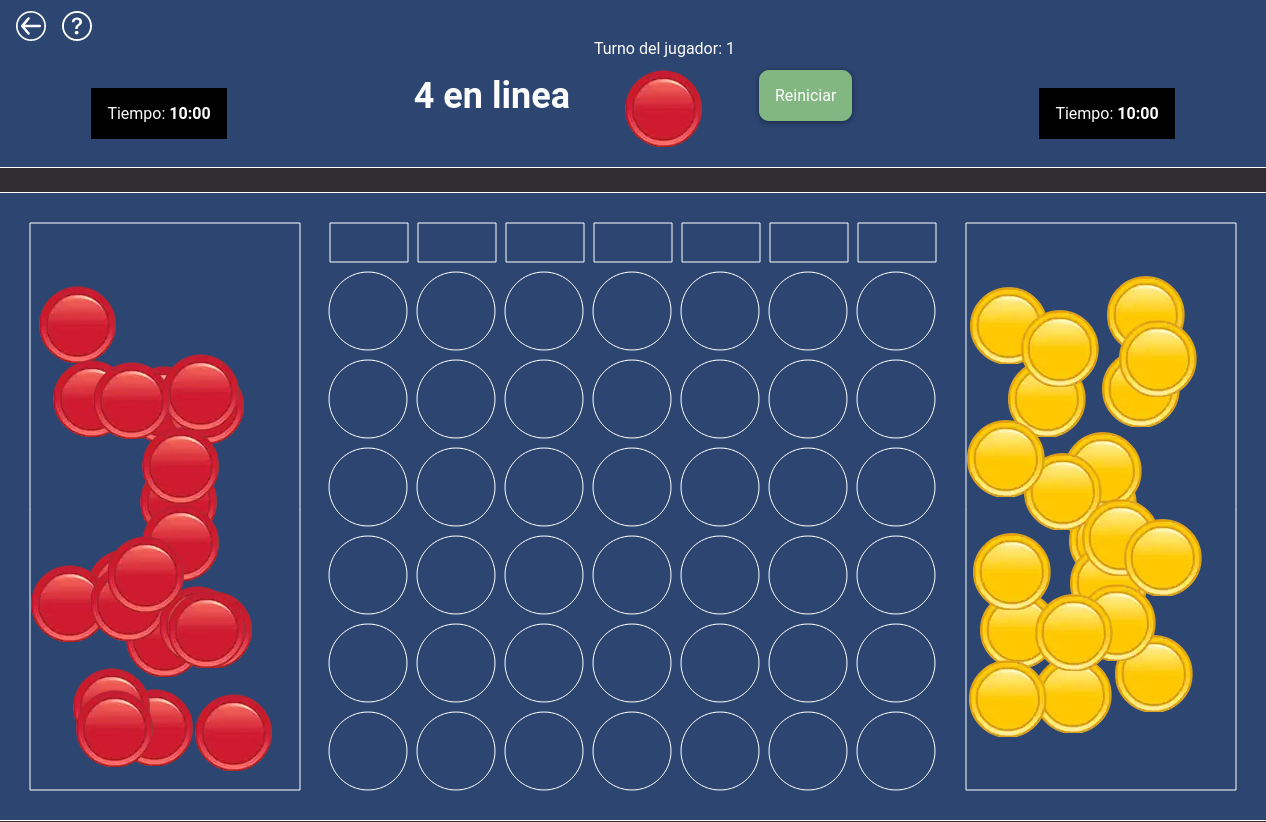 ?
Turno del jugador: 1
4 en linea
Reiniciar
Tiempo: 10:00
Tiempo: 10:00